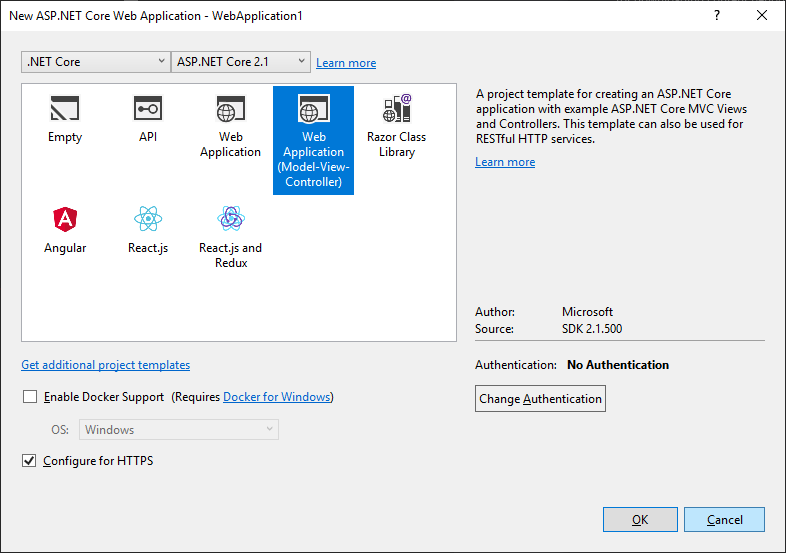 New ASP.NET Core Web Application - WebApplication1
?
.NET Core
ASP.NET Core 2.1
Learn more
Empty
API
Web
Application
Web
Application
(Model-View-
Controller)
Razor Class
Library
Angular
React.js
React.js and
Redux
A project template for creating an ASP.NET Core
application with example ASP.NET Core MVC Views
and Controllers. This template can also be used for
RESTful HTTP services.
Learn more
Author: Microsoft
Source: SDK 2.1.500
Get additional project templates
Authentication: No Authentication
Change Authentication
Enable Docker Support (Requires Docker for Windows)
OS: Windows
Configure for HTTPS
OK
Cancel